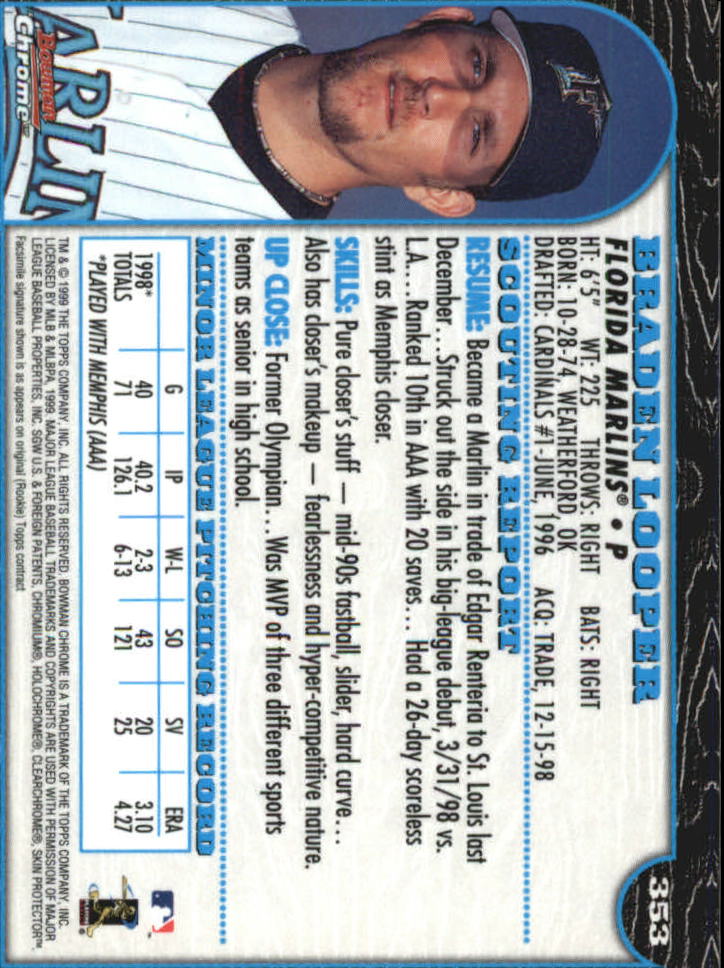 353
BRADEN LOOPER
FLORIDA MARLINS® • P
HT: 6'5" WT: 225 THROWS: RIGHT BATS: RIGHT
BORN: 10-28-74, WEATHERFORD, OK
DRAFTED: CARDINALS #1-JUNE, 1996 ACQ: TRADE, 12-15-98
SCOUTING REPORT
RESUME: Became a Marlin in trade of Edgar Renteria to St. Louis last
December... Struck out the side in his big-league debut, 3/31/98 vs.
L.A.... Ranked 10th in AAA with 20 saves... Had a 26-day scoreless
stint as Memphis closer.
SKILLS: Pure closer's stuff — mid-90s fastball, slider, hard curve...
Also has closer's makeup — fearlessness and hyper-competitive nature.
UP CLOSE: Former Olympian... Was MVP of three different sports
teams as senior in high school.
MINOR LEAGUE PITCHING RECORD
G IP W-L SO SV ERA
1998* 40 40.2 2-3 43 20 3.10
TOTALS 71 126.1 6-13 121 25 4.27
*PLAYED WITH MEMPHIS (AAA)
TM & © 1999 THE TOPPS COMPANY, INC. ALL RIGHTS RESERVED. BOWMAN CHROME IS A TRADEMARK OF THE TOPPS COMPANY, INC.
LICENSED BY MLB & MLBPA, 1999. MAJOR LEAGUE BASEBALL TRADEMARKS AND COPYRIGHTS ARE USED WITH PERMISSION OF MAJOR
LEAGUE BASEBALL PROPERTIES, INC. SGW U.S. & FOREIGN PATENTS, CHROMIUM®, HOLOCHROME®, CLEARCHROME®, SKIN PROTECTOR™.
Facsimile signature shown is as appears on original (Rookie) Topps contract
ARLIN
F
Bowman
Chrome™